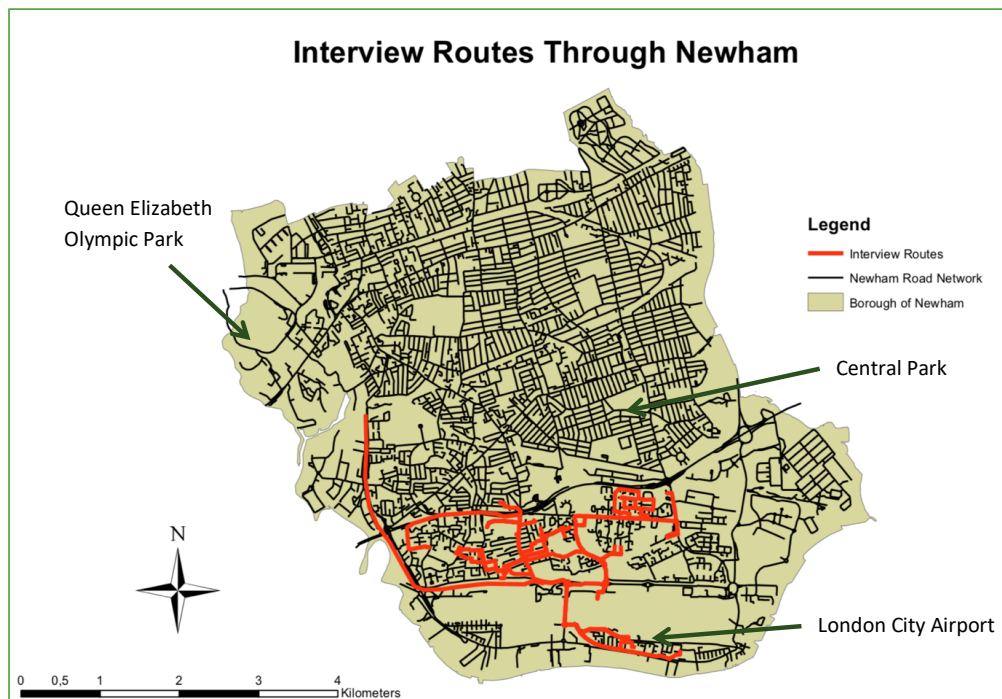 Interview Routes Through Newham
Queen Elizabeth
Olympic Park
Legend
Interview Routes
Newham Road Network
Borough of Newham
Central Park
N
London City Airport
0 0,5 1 2 3 4
Kilometers